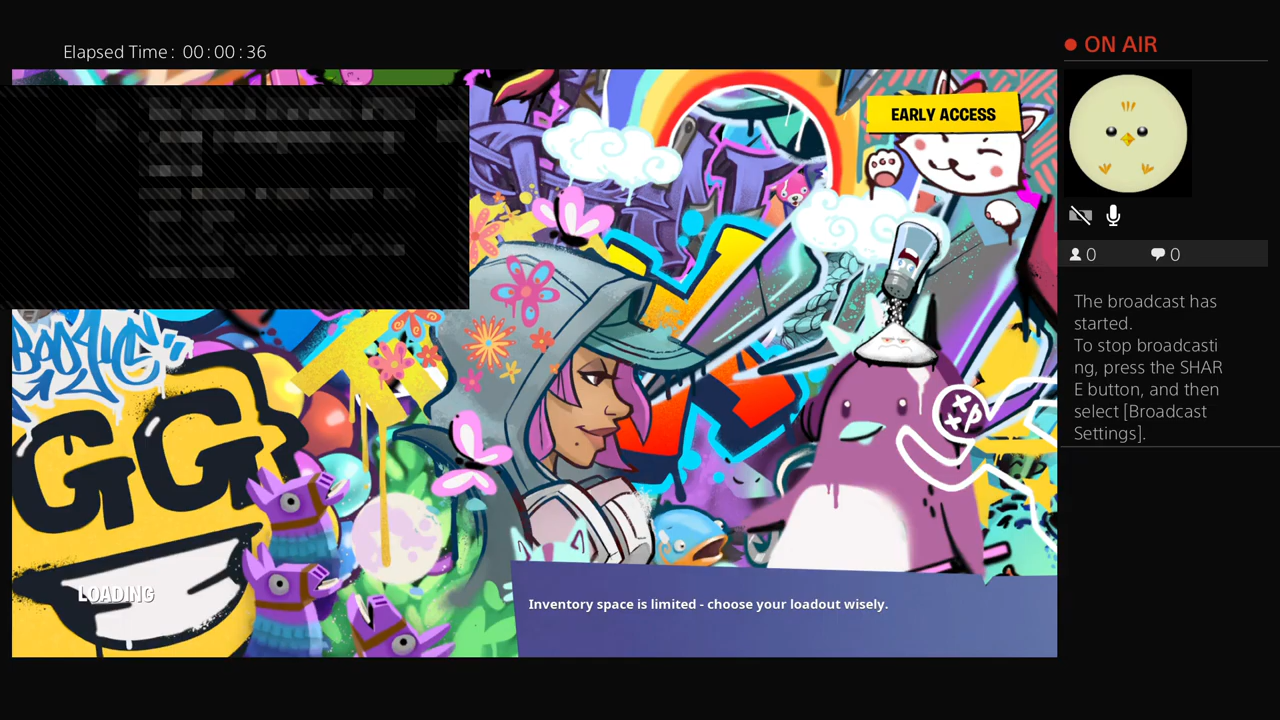 Elapsed Time: 00:00:36
ON AIR
EARLY ACCESS
0
0
The broadcast has
started.
To stop broadcasti
ng, press the SHAR
E button, and then
select [Broadcast
Settings].
BOOGIE
GG
LOADING
Inventory space is limited - choose your loadout wisely.